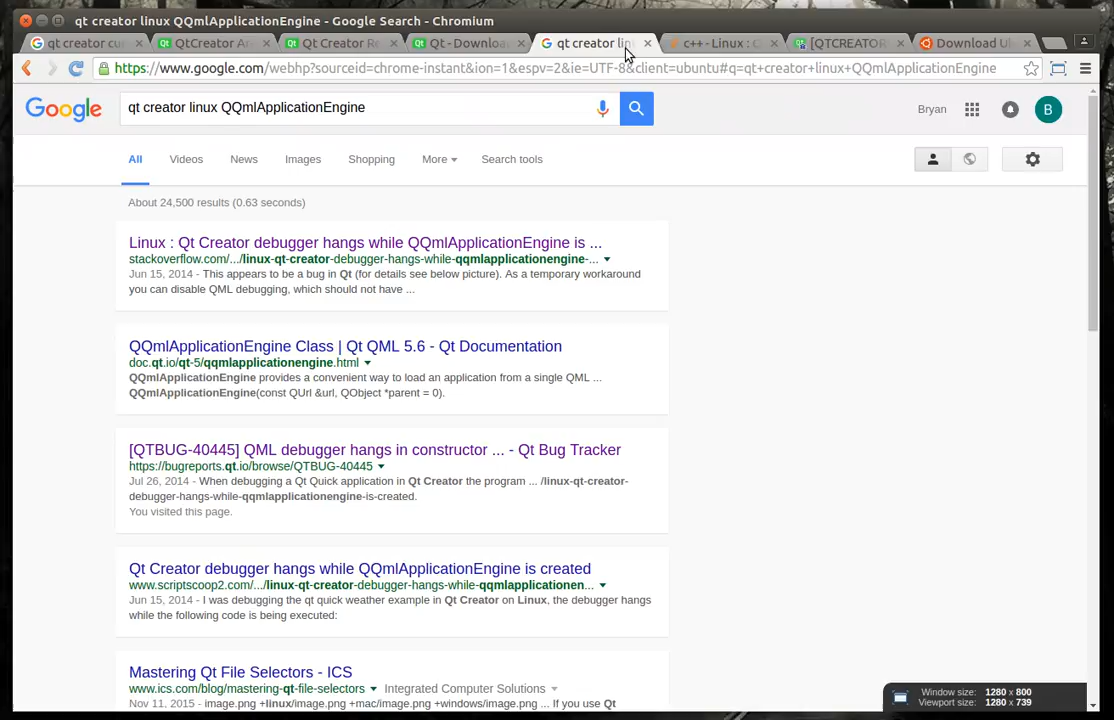 qt creator linux QQmlApplicationEngine - Google Search - Chromium
qt creator cu
QtCreator Ar
Qt Creator Re
Qt - Downloa
qt creator lin
c++ - Linux : Q
[QTCREATOR
Download Ub
https://www.google.com/webhp?sourceid=chrome-instant&ion=1&espv=2&ie=UTF-8&client=ubuntu#q=qt+creator+linux+QQmlApplicationEngine
Google
qt creator linux QQmlApplicationEngine
Bryan
B
All
Videos
News
Images
Shopping
More
Search tools
About 24,500 results (0.63 seconds)
Linux : Qt Creator debugger hangs while QQmlApplicationEngine is ...
stackoverflow.com/.../linux-qt-creator-debugger-hangs-while-qqmlapplicationengine-...
Jun 15, 2014 - This appears to be a bug in Qt (for details see below picture). As a temporary workaround
you can disable QML debugging, which should not have ...
QQmlApplicationEngine Class | Qt QML 5.6 - Qt Documentation
doc.qt.io/qt-5/qqmlapplicationengine.html
QQmlApplicationEngine provides a convenient way to load an application from a single QML ...
QQmlApplicationEngine(const QUrl &url, QObject *parent = 0).
[QTBUG-40445] QML debugger hangs in constructor ... - Qt Bug Tracker
https://bugreports.qt.io/browse/QTBUG-40445
Jul 26, 2014 - When debugging a Qt Quick application in Qt Creator the program ... /linux-qt-creator-
debugger-hangs-while-qqmlapplicationengine-is-created.
You visited this page.
Qt Creator debugger hangs while QQmlApplicationEngine is created
www.scriptscoop2.com/.../linux-qt-creator-debugger-hangs-while-qqmlapplicationen...
Jun 15, 2014 - I was debugging the qt quick weather example in Qt Creator on Linux, the debugger hangs
while the following code is being executed:
Mastering Qt File Selectors - ICS
www.ics.com/blog/mastering-qt-file-selectors
Integrated Computer Solutions
Nov 11, 2015 - image.png +linux/image.png +mac/image.png +windows/image.png ... If you use Qt
Window size: 1280 x 800
Viewport size: 1280 x 739